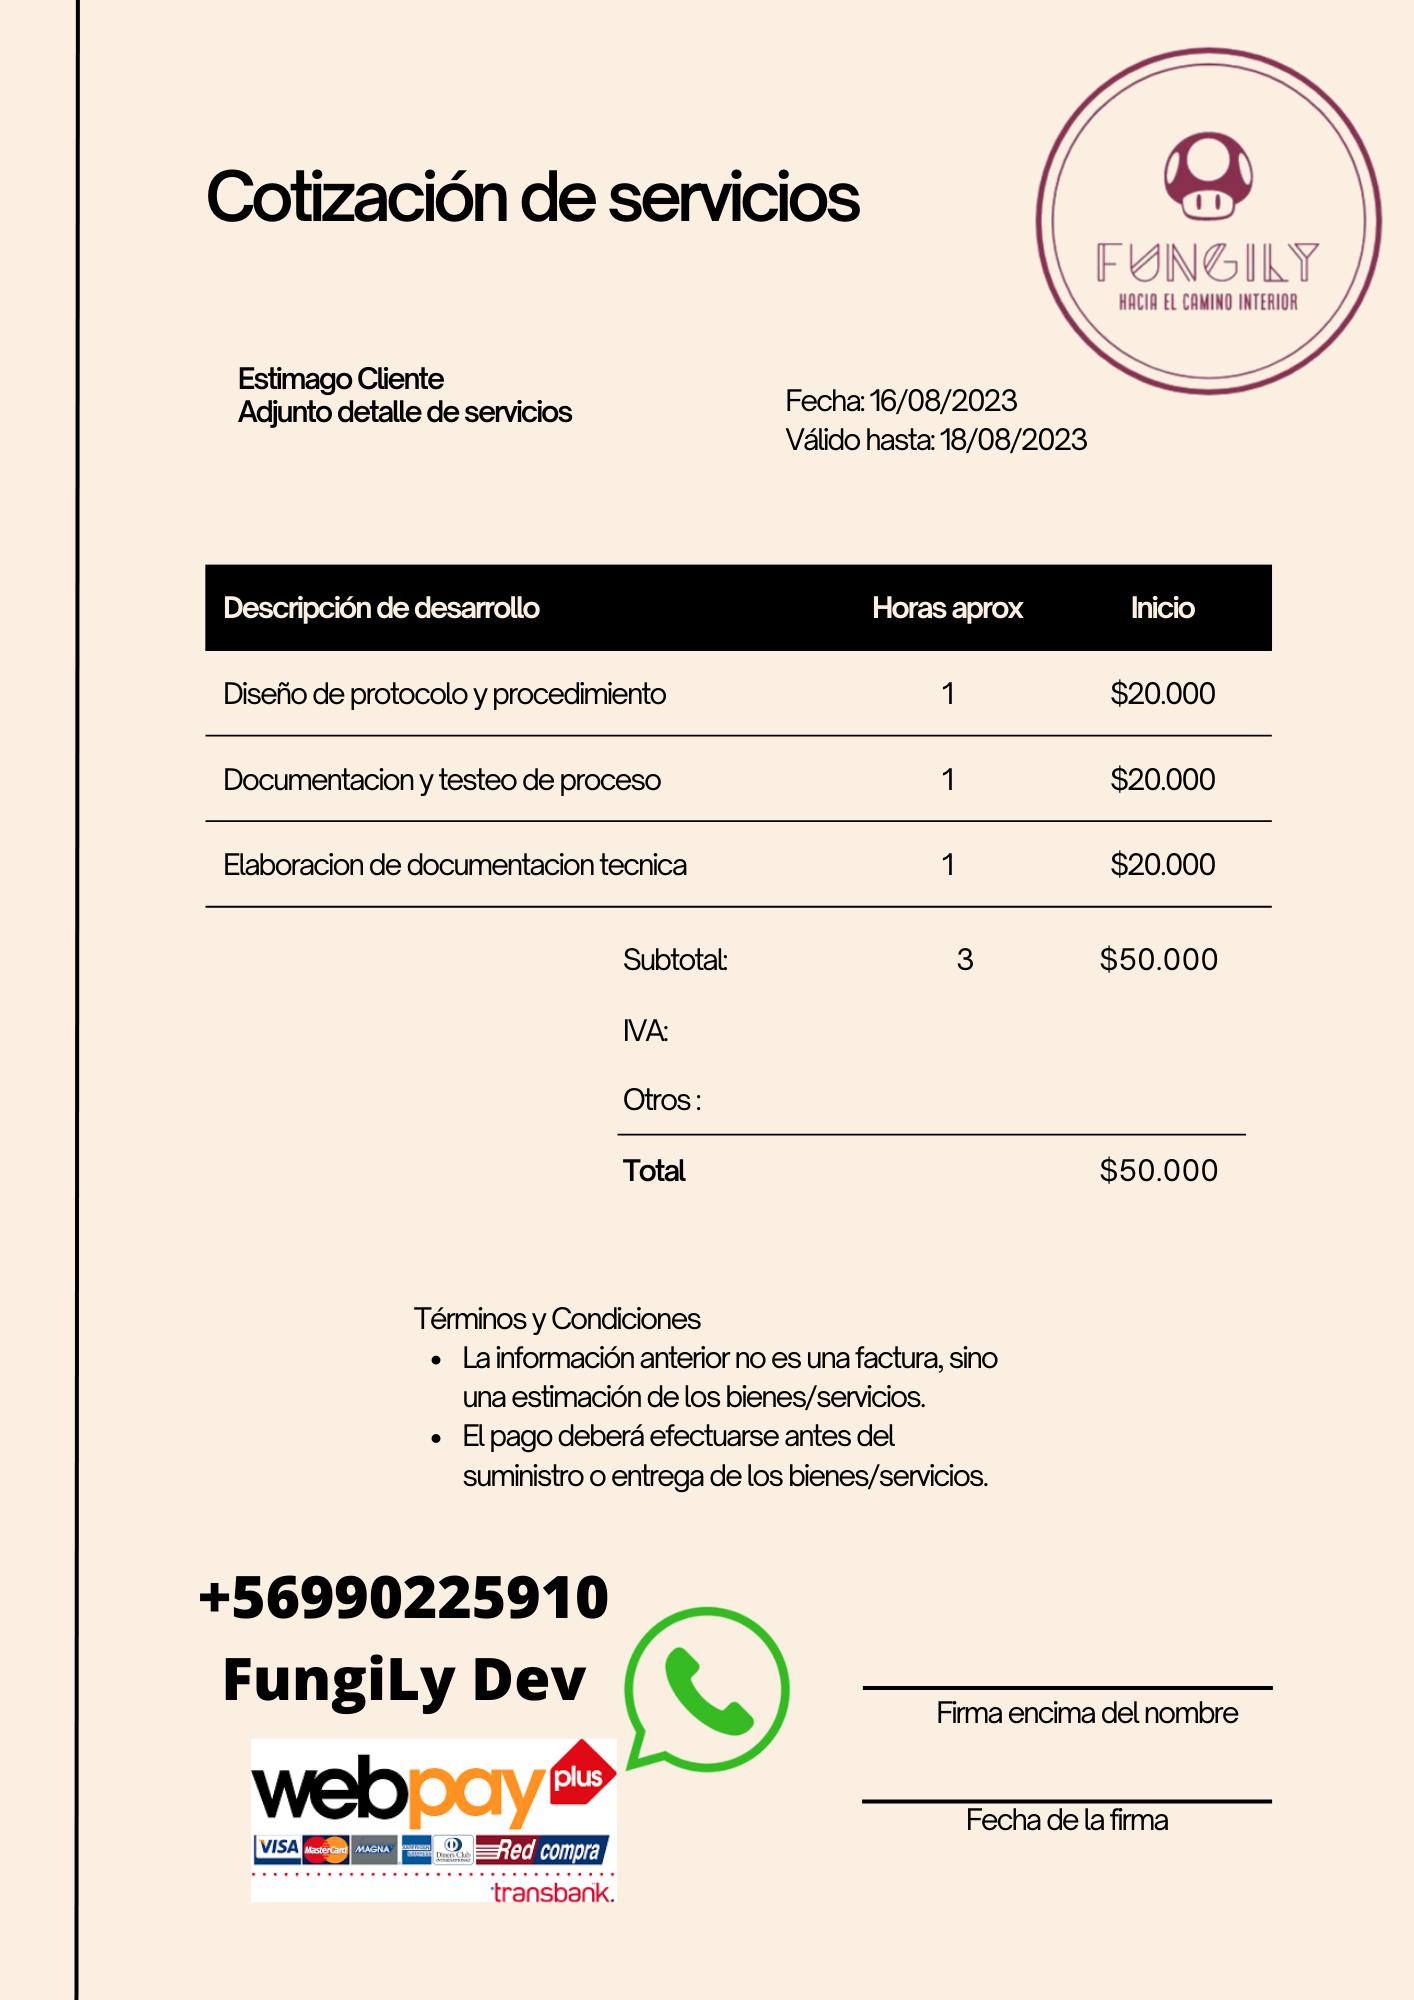 FUNGILY
HACIA EL CAMINO INTERIOR
Cotización de servicios
Estimago Cliente
Adjunto detalle de servicios
Fecha: 16/08/2023
Válido hasta: 18/08/2023
Descripción de desarrollo Horas aprox Inicio
Diseño de protocolo y procedimiento 1 $20.000
Documentacion y testeo de proceso 1 $20.000
Elaboracion de documentacion tecnica 1 $20.000
Subtotal: 3 $50.000
IVA:
Otros :
Total $50.000
Términos y Condiciones
• La información anterior no es una factura, sino
una estimación de los bienes/servicios.
• El pago deberá efectuarse antes del
suministro o entrega de los bienes/servicios.
+56990225910
FungiLy Dev
Firma encima del nombre
Fecha de la firma
webpay plus
VISA MasterCard MAGNA AMERICAN EXPRESS Diners Club INTERNATIONAL Red compra
transbank.